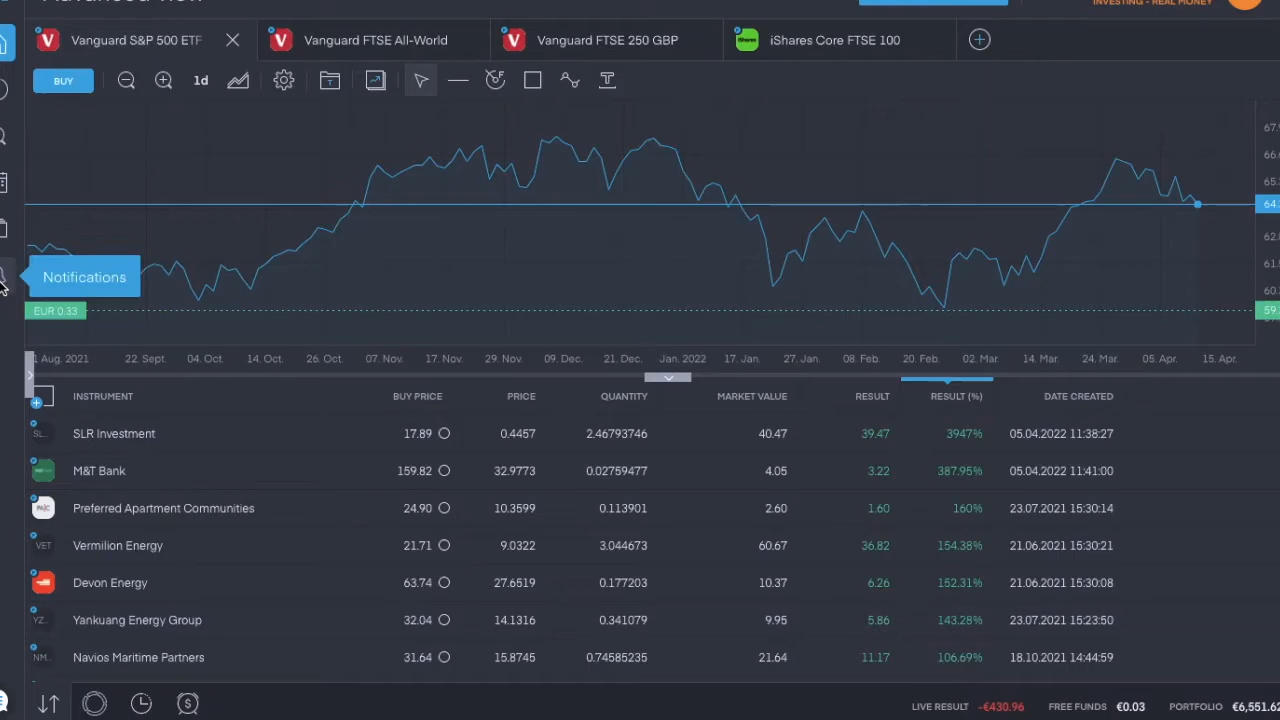 INVESTING - REAL MONEY
Vanguard S&P 500 ETF
Vanguard FTSE All-World
Vanguard FTSE 250 GBP
iShares Core FTSE 100
BUY
1d
Notifications
EUR 0.33
22. Sept. 04. Oct. 14. Oct. 26. Oct. 07. Nov. 17. Nov. 29. Nov. 09. Dec. 21. Dec. Jan. 2022 17. Jan. 27. Jan. 08. Feb. 20. Feb. 02. Mar. 14. Mar. 24. Mar. 05. Apr. 15. Apr.
INSTRUMENT BUY PRICE PRICE QUANTITY MARKET VALUE RESULT RESULT (%) DATE CREATED
SLR Investment 17.89 0.4457 2.46793746 40.47 39.47 3947% 05.04.2022 11:38:27
M&T Bank 159.82 32.9773 0.02759477 4.05 3.22 387.95% 05.04.2022 11:41:00
Preferred Apartment Communities 24.90 10.3599 0.113901 2.60 1.60 160% 23.07.2021 15:30:14
VET Vermilion Energy 21.71 9.0322 3.044673 60.67 36.82 154.38% 21.06.2021 15:30:21
Devon Energy 63.74 27.6519 0.177203 10.37 6.26 152.31% 21.06.2021 15:30:08
YZ.. Yankuang Energy Group 32.04 14.1316 0.341079 9.95 5.86 143.28% 23.07.2021 15:23:50
NM.. Navios Maritime Partners 31.64 15.8745 0.74585235 21.64 11.17 106.69% 18.10.2021 14:44:59
LIVE RESULT -€430.96 FREE FUNDS €0.03 PORTFOLIO €6,551.62